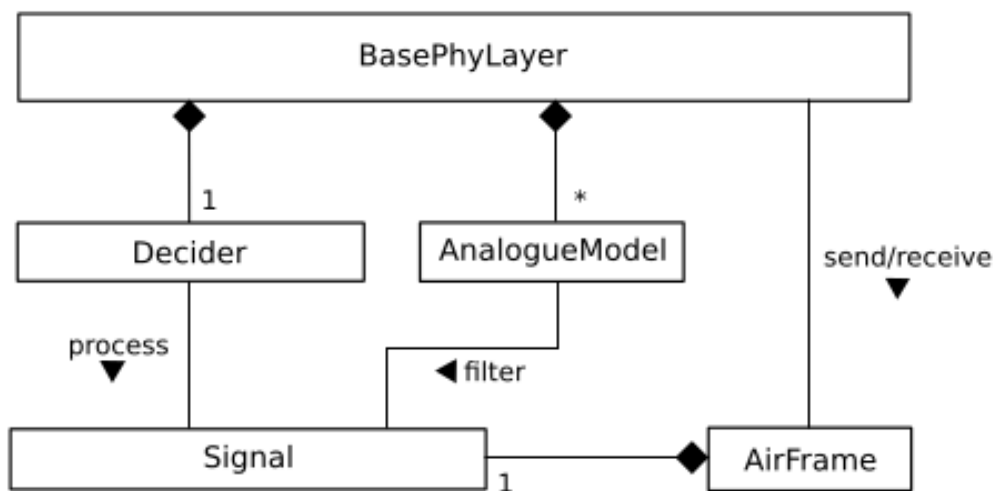 BasePhyLayer
1
*
Decider
AnalogueModel
send/receive
process
filter
Signal
AirFrame
1